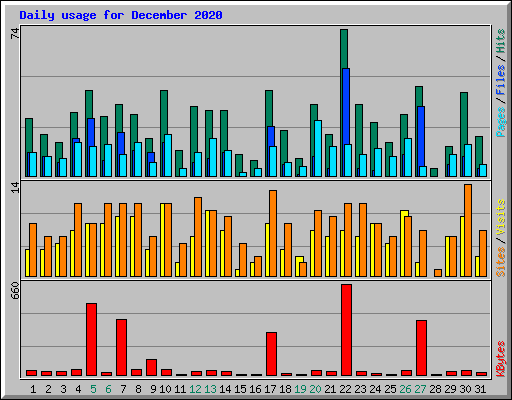 Daily usage for December 2020
74
Pages / Files / Hits
14
Sites / Visits
660
KBytes
1 2 3 4 5 6 7 8 9 10 11 12 13 14 15 16 17 18 19 20 21 22 23 24 25 26 27 28 29 30 31